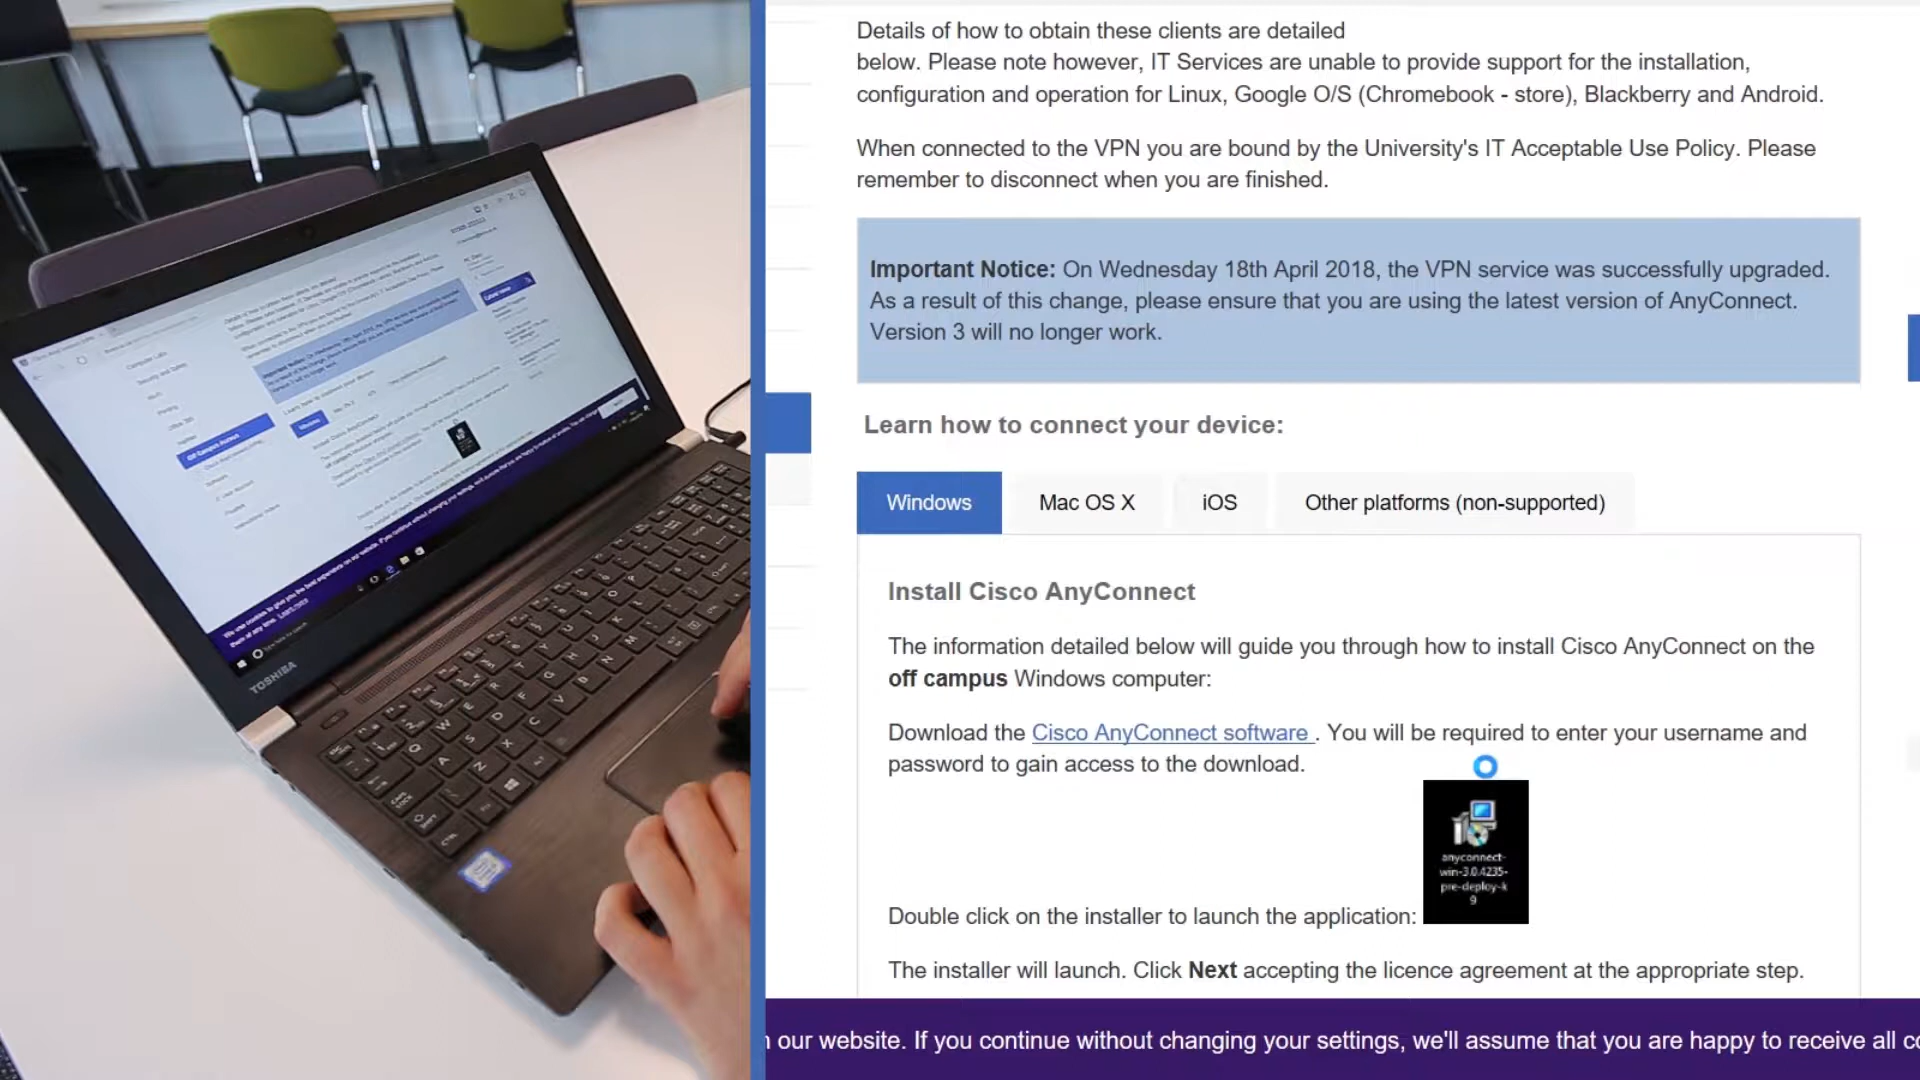 Details of how to obtain these clients are detailed
below. Please note however, IT Services are unable to provide support for the installation,
configuration and operation for Linux, Google O/S (Chromebook - store), Blackberry and Android.
When connected to the VPN you are bound by the University's IT Acceptable Use Policy. Please
remember to disconnect when you are finished.
Important Notice: On Wednesday 18th April 2018, the VPN service was successfully upgraded.
As a result of this change, please ensure that you are using the latest version of AnyConnect.
Version 3 will no longer work.
Learn how to connect your device:
Windows Mac OS X iOS Other platforms (non-supported)
Install Cisco AnyConnect
The information detailed below will guide you through how to install Cisco AnyConnect on the
off campus Windows computer:
Download the Cisco AnyConnect software . You will be required to enter your username and
password to gain access to the download.
anyconnect-
win-3.0.4235-
pre-deploy-k
9
Double click on the installer to launch the application:
The installer will launch. Click Next accepting the licence agreement at the appropriate step.
our website. If you continue without changing your settings, we'll assume that you are happy to receive all
TOSHIBA